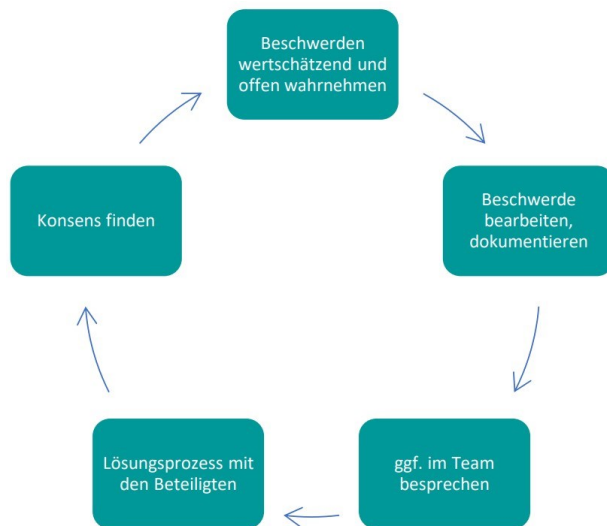 Beschwerden
wertschätzend und
offen wahrnehmen
Beschwerde
bearbeiten,
dokumentieren
ggf. im Team
besprechen
Lösungsprozess mit
den Beteiligten
Konsens finden